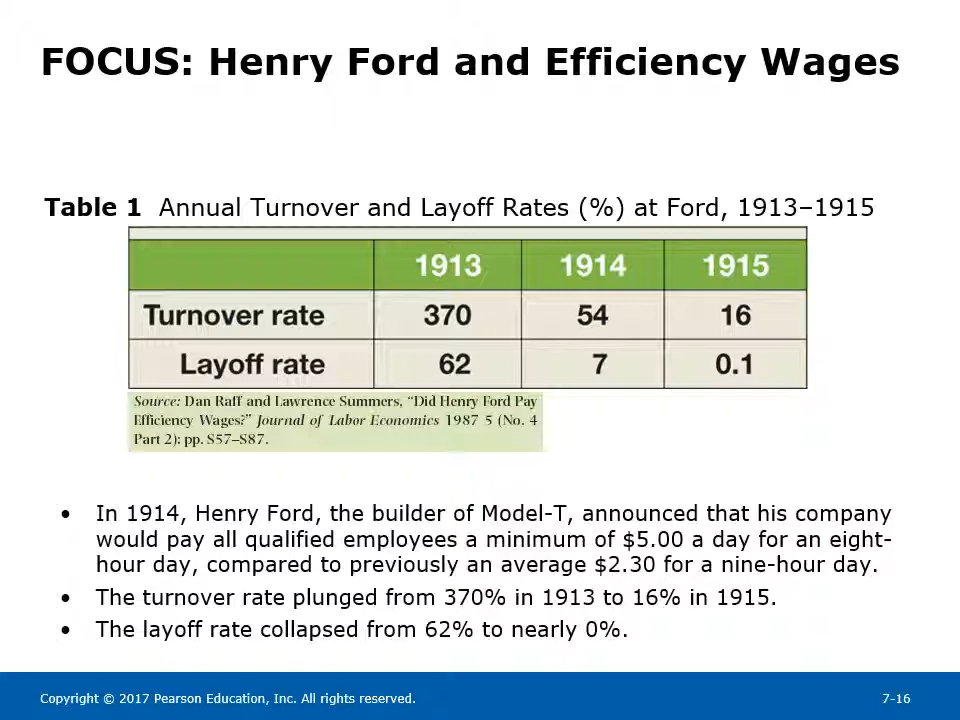 FOCUS: Henry Ford and Efficiency Wages
Table 1 Annual Turnover and Layoff Rates (%) at Ford, 1913–1915
1913 1914 1915
Turnover rate 370 54 16
Layoff rate 62 7 0.1
Source: Dan Raff and Lawrence Summers, “Did Henry Ford Pay
Efficiency Wages?” Journal of Labor Economics 1987 5 (No. 4
Part 2): pp. S57–S87.
• In 1914, Henry Ford, the builder of Model-T, announced that his company
would pay all qualified employees a minimum of $5.00 a day for an eight-
hour day, compared to previously an average $2.30 for a nine-hour day.
• The turnover rate plunged from 370% in 1913 to 16% in 1915.
• The layoff rate collapsed from 62% to nearly 0%.
Copyright © 2017 Pearson Education, Inc. All rights reserved. 7-16